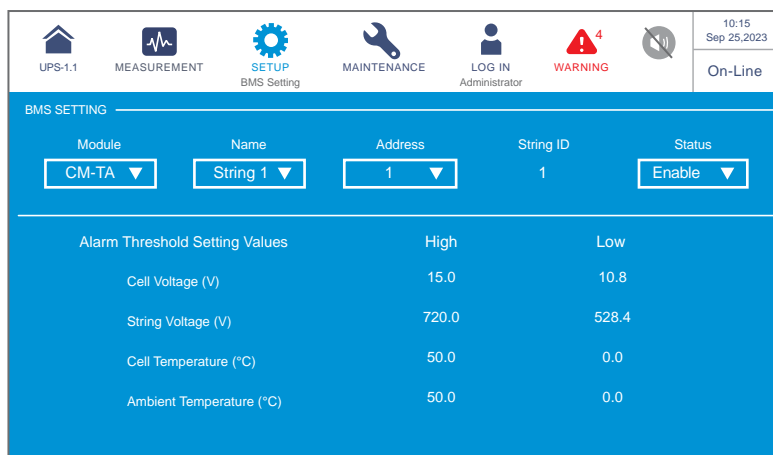 4
10:15
Sep 25,2023
UPS-1.1 MEASUREMENT SETUP MAINTENANCE LOG IN WARNING
BMS Setting Administrator
On-Line
BMS SETTING
Module Name Address String ID Status
CM-TA String 1 1 1 Enable
Alarm Threshold Setting Values High Low
Cell Voltage (V) 15.0 10.8
String Voltage (V) 720.0 528.4
Cell Temperature (°C) 50.0 0.0
Ambient Temperature (°C) 50.0 0.0